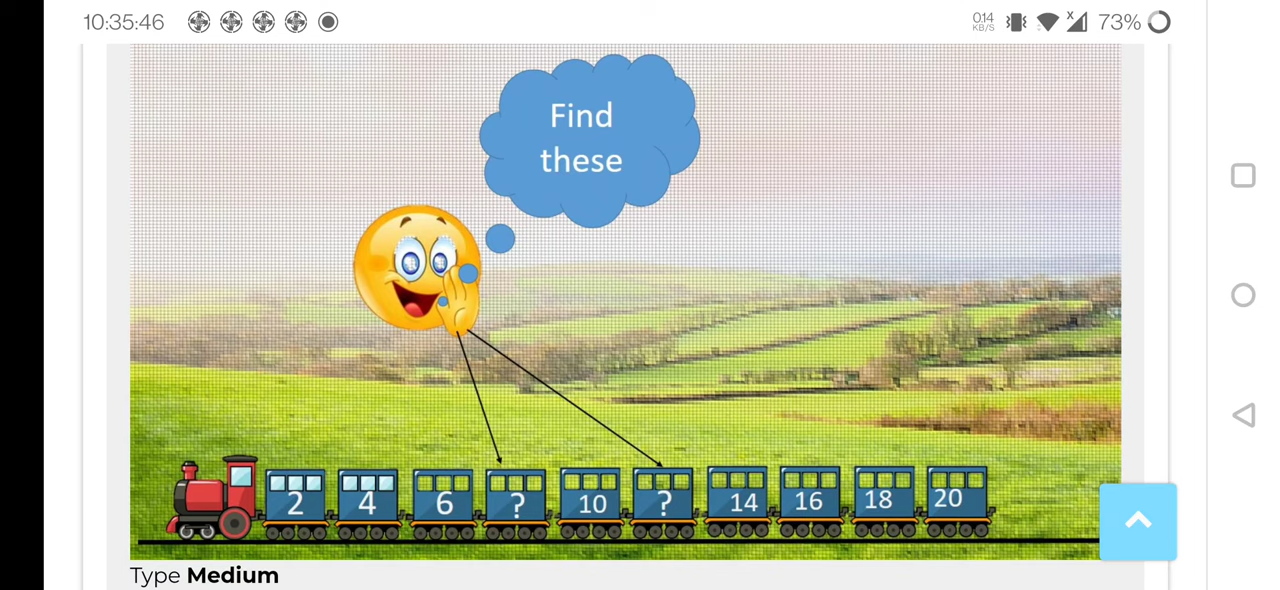 10:35:46
0.14 KB/S
x
73%
Find
these
2 4 6 ? 10 ? 14 16 18 20
Type Medium